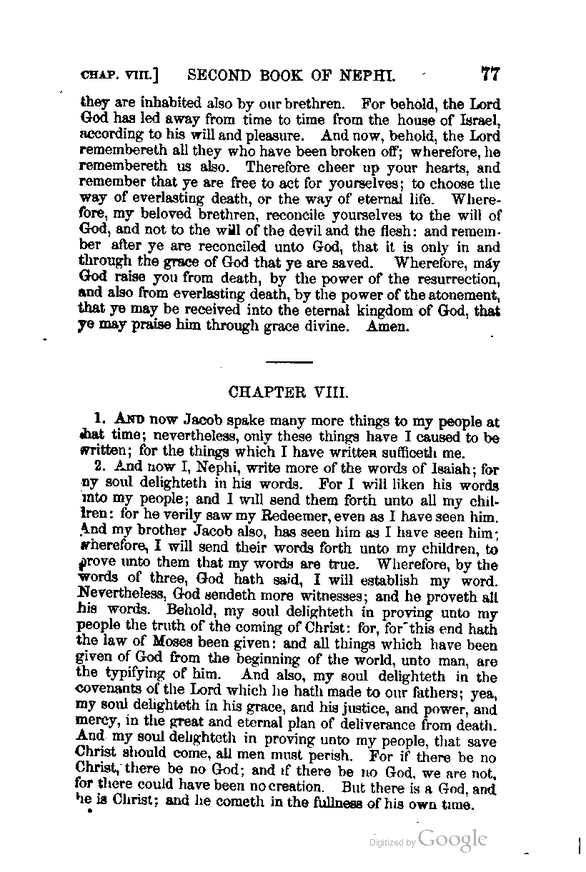 CHAP. VIII.] SECOND BOOK OF NEPHI. 77
they are inhabited also by our brethren. For behold, the Lord
God has led away from time to time from the house of Israel,
according to his will and pleasure. And now, behold, the Lord
remembereth all they who have been broken off; wherefore, he
remembereth us also. Therefore cheer up your hearts, and
remember that ye are free to act for yourselves; to choose the
way of everlasting death, or the way of eternal life. Where-
fore, my beloved brethren, reconcile yourselves to the will of
God, and not to the will of the devil and the flesh: and remem-
ber after ye are reconciled unto God, that it is only in and
through the grace of God that ye are saved. Wherefore, may
God raise you from death, by the power of the resurrection,
and also from everlasting death, by the power of the atonement,
that ye may be received into the eternal kingdom of God, that
ye may praise him through grace divine. Amen.
CHAPTER VIII.
1. AND now Jacob spake many more things to my people at
that time; nevertheless, only these things have I caused to be
written; for the things which I have written sufficeth me.
2. And now I, Nephi, write more of the words of Isaiah; for
my soul delighteth in his words. For I will liken his words
unto my people; and I will send them forth unto all my chil-
dren: for he verily saw my Redeemer, even as I have seen him.
And my brother Jacob also, has seen him as I have seen him;
wherefore, I will send their words forth unto my children, to
prove unto them that my words are true. Wherefore, by the
words of three, God hath said, I will establish my word.
Nevertheless, God sendeth more witnesses; and he proveth all
his words. Behold, my soul delighteth in proving unto my
people the truth of the coming of Christ: for, for this end hath
the law of Moses been given: and all things which have been
given of God from the beginning of the world, unto man, are
the typifying of him. And also, my soul delighteth in the
covenants of the Lord which he hath made to our fathers; yea,
my soul delighteth in his grace, and his justice, and power, and
mercy, in the great and eternal plan of deliverance from death.
And my soul delighteth in proving unto my people, that save
Christ should come, all men must perish. For if there be no
Christ, there be no God; and if there be no God, we are not,
for there could have been no creation. But there is a God, and
he is Christ; and he cometh in the fullness of his own time.
Digitized by Google